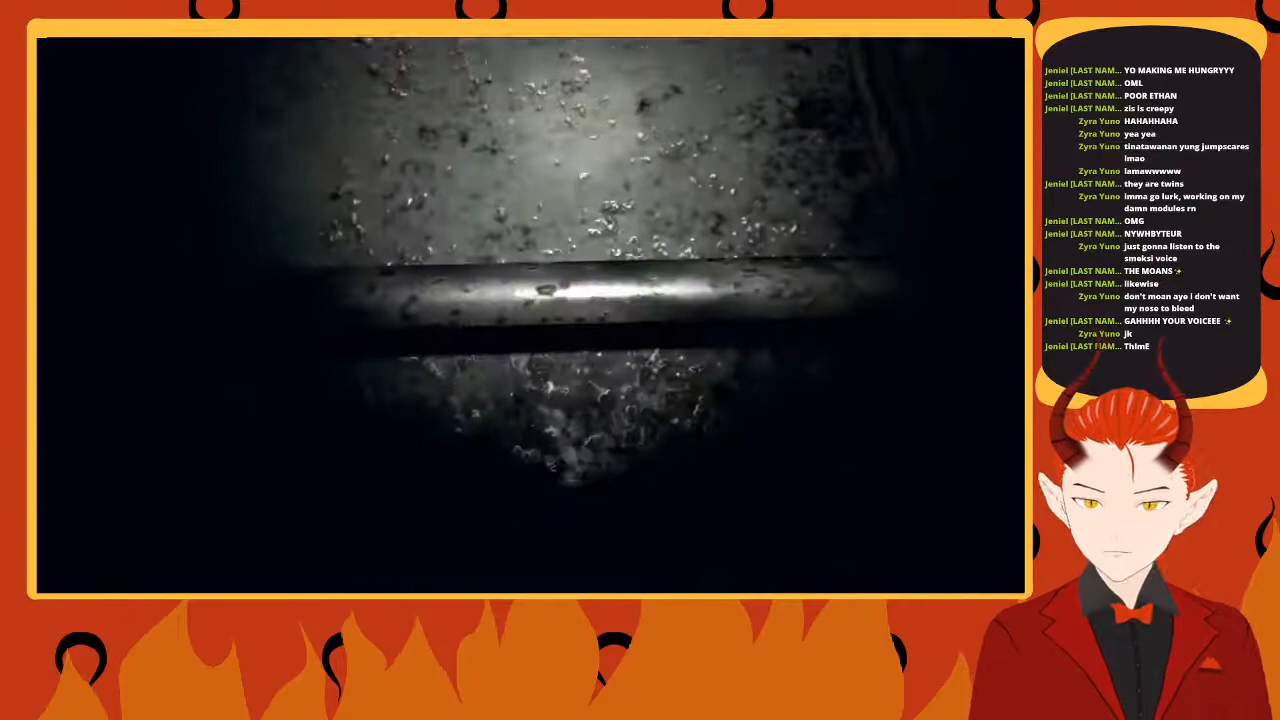 Jeniel [LAST NAM... YO MAKING ME HUNGRYYY
Jeniel [LAST NAM... OML
Jeniel [LAST NAM... POOR ETHAN
Jeniel [LAST NAM... zis is creepy
Zyra Yuno HAHAHHAHA
Zyra Yuno yea yea
Zyra Yuno tinatawanan yung jumpscares
lmao
Zyra Yuno lamawwwww
Jeniel [LAST NAM... they are twins
Zyra Yuno imma go lurk, working on my
damn modules rn
Jeniel [LAST NAM... OMG
Jeniel [LAST NAM... NYWHBYTEUR
Zyra Yuno just gonna listen to the
smeksi voice
Jeniel [LAST NAM... THE MOANS ✨
Jeniel [LAST NAM... likewise
Zyra Yuno don't moan aye i don't want
my nose to bleed
Jeniel [LAST NAM... GAHHHH YOUR VOICEEE ✨
Zyra Yuno jk
Jeniel [LAST NAM... ThImE